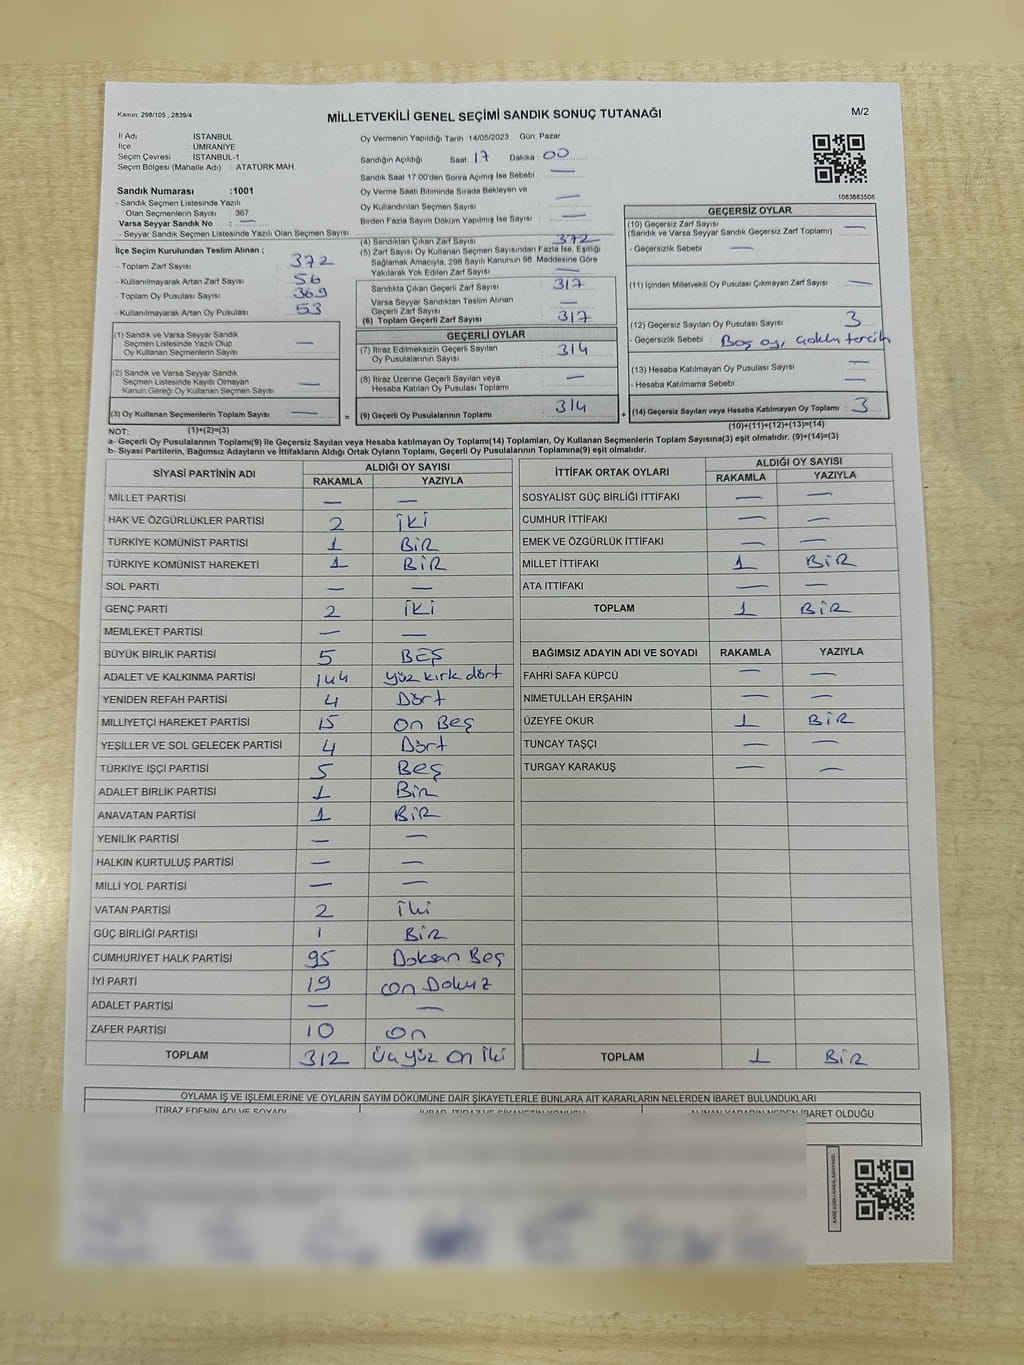 Kanun: 298/105 , 2839/4
MİLLETVEKİLİ GENEL SEÇİMİ SANDIK SONUÇ TUTANAĞI
M/2
İl Adı İSTANBUL
İlçe ÜMRANİYE
Seçim Çevresi İSTANBUL-1
Seçim Bölgesi (Mahalle Adı) : ATATÜRK MAH.
Sandık Numarası :1001
- Sandık Seçmen Listesinde Yazılı
Olan Seçmenlerin Sayısı : 367
Varsa Seyyar Sandık No : —
- Seyyar Sandık Seçmen Listesinde Yazılı Olan Seçmen Sayısı:
İlçe Seçim Kurulundan Teslim Alınan ;
- Toplam Zarf Sayısı : 372
- Kullanılmayarak Artan Zarf Sayısı : 56
- Toplam Oy Pusulası Sayısı : 369
- Kullanılmayarak Artan Oy Pusulası : 53
(1) Sandık ve Varsa Seyyar Sandık
Seçmen Listesinde Yazılı Olup
Oy Kullanan Seçmenlerin Sayısı : —
(2) Sandık ve Varsa Seyyar Sandık
Seçmen Listesinde Kayıtlı Olmayan
Kanun Gereği Oy Kullanan Seçmen Sayısı : —
(3) Oy Kullanan Seçmenlerin Toplam Sayısı : — =
Oy Vermenin Yapıldığı Tarih 14/05/2023 Gün: Pazar
Sandığın Açıldığı Saat: 17 Dakika : 00
Sandık Saat 17:00'den Sonra Açımış İse Sebebi : —
Oy Verme Saati Bitiminde Sırada Bekleyen ve
Oy Kullandırılan Seçmen Sayısı : —
Birden Fazla Sayım Döküm Yapılmış İse Sayısı : —
(4) Sandıktan Çıkan Zarf Sayısı : 372
(5) Zarf Sayısı Oy Kullanan Seçmen Sayısından Fazla İse, Eşitliği
Sağlamak Amacıyla, 298 Sayılı Kanunun 98. Maddesine Göre
Yakılarak Yok Edilen Zarf Sayısı : —
Sandıkta Çıkan Geçerli Zarf Sayısı : 317
Varsa Seyyar Sandıktan Teslim Alınan
Geçerli Zarf Sayısı : —
(6) Toplam Geçerli Zarf Sayısı : 317
GEÇERLİ OYLAR
(7) İtiraz Edilmeksizin Geçerli Sayılan
Oy Pusulalarının Sayısı : 314
(8) İtiraz Üzerine Geçerli Sayılan veya
Hesaba Katılan Oy Pusulası Toplamı : —
(9) Geçerli Oy Pusulalarının Toplamı : 314 +
1083683508
GEÇERSİZ OYLAR
(10) Geçersiz Zarf Sayısı
(Sandık ve Varsa Seyyar Sandık Geçersiz Zarf Toplamı) : —
- Geçersizlik Sebebi : —
(11) İçinden Milletvekili Oy Pusulası Çıkmayan Zarf Sayısı : —
(12) Geçersiz Sayılan Oy Pusulası Sayısı : 3
- Geçersizlik Sebebi : Boş oy, çoklu tercih
(13) Hesaba Katılmayan Oy Pusulası Sayısı : —
- Hesaba Katılmama Sebebi : —
(14) Geçersiz Sayılan veya Hesaba Katılmayan Oy Toplamı : 3
NOT: (1)+(2)=(3) (10)+(11)+(12)+(13)=(14)
a- Geçerli Oy Pusulalarının Toplamı(9) ile Geçersiz Sayılan veya Hesaba katılmayan Oy Toplamı(14) Toplamları, Oy Kullanan Seçmenlerin Toplam Sayısına(3) eşit olmalıdır. (9)+(14)=(3)
b- Siyasi Partilerin, Bağımsız Adayların ve İttifakların Aldığı Ortak Oyların Toplamı, Geçerli Oy Pusulalarının Toplamına(9) eşit olmalıdır.
SİYASİ PARTİNİN ADI ALDIĞI OY SAYISI
RAKAMLA YAZIYLA
MİLLET PARTİSİ — —
HAK VE ÖZGÜRLÜKLER PARTİSİ 2 İKİ
TÜRKİYE KOMÜNİST PARTİSİ 1 BİR
TÜRKİYE KOMÜNİST HAREKETİ 1 BİR
SOL PARTİ — —
GENÇ PARTİ 2 İKİ
MEMLEKET PARTİSİ — —
BÜYÜK BİRLİK PARTİSİ 5 BEŞ
ADALET VE KALKINMA PARTİSİ 144 yüz kırk dört
YENİDEN REFAH PARTİSİ 4 Dört
MİLLİYETÇİ HAREKET PARTİSİ 15 on Beş
YEŞİLLER VE SOL GELECEK PARTİSİ 4 Dört
TÜRKİYE İŞÇİ PARTİSİ 5 Beş
ADALET BİRLİK PARTİSİ 1 Bir
ANAVATAN PARTİSİ 1 BİR
YENİLİK PARTİSİ — —
HALKIN KURTULUŞ PARTİSİ — —
MİLLİ YOL PARTİSİ — —
VATAN PARTİSİ 2 İki
GÜÇ BİRLİĞİ PARTİSİ 1 BİR
CUMHURİYET HALK PARTİSİ 95 Doksan Beş
İYİ PARTİ 19 on Dokuz
ADALET PARTİSİ — —
ZAFER PARTİSİ 10 on
TOPLAM 312 Üç yüz on iki
İTTİFAK ORTAK OYLARI ALDIĞI OY SAYISI
RAKAMLA YAZIYLA
SOSYALİST GÜÇ BİRLİĞİ İTTİFAKI — —
CUMHUR İTTİFAKI — —
EMEK VE ÖZGÜRLÜK İTTİFAKI — —
MİLLET İTTİFAKI 1 BİR
ATA İTTİFAKI — —
TOPLAM 1 BİR
BAĞIMSIZ ADAYIN ADI VE SOYADI RAKAMLA YAZIYLA
FAHRİ SAFA KÜPCÜ — —
NİMETULLAH ERŞAHİN — —
ÜZEYFE OKUR 1 BİR
TUNCAY TAŞÇI — —
TURGAY KARAKUŞ — —
TOPLAM 1 BİR
OYLAMA İŞ VE İŞLEMLERİNE VE OYLARIN SAYIM DÖKÜMÜNE DAİR ŞİKAYETLERLE BUNLARA AİT KARARLARIN NELERDEN İBARET BULUNDUKLARI
İTİRAZ EDENİN ADI VE SOYADI İHBAR, İTİRAZ VE ŞİKAYETİN KONUSU ALINAN KARARIN NEDEN İBARET OLDUĞU
KARE KODU KARALAMAYINIZ!